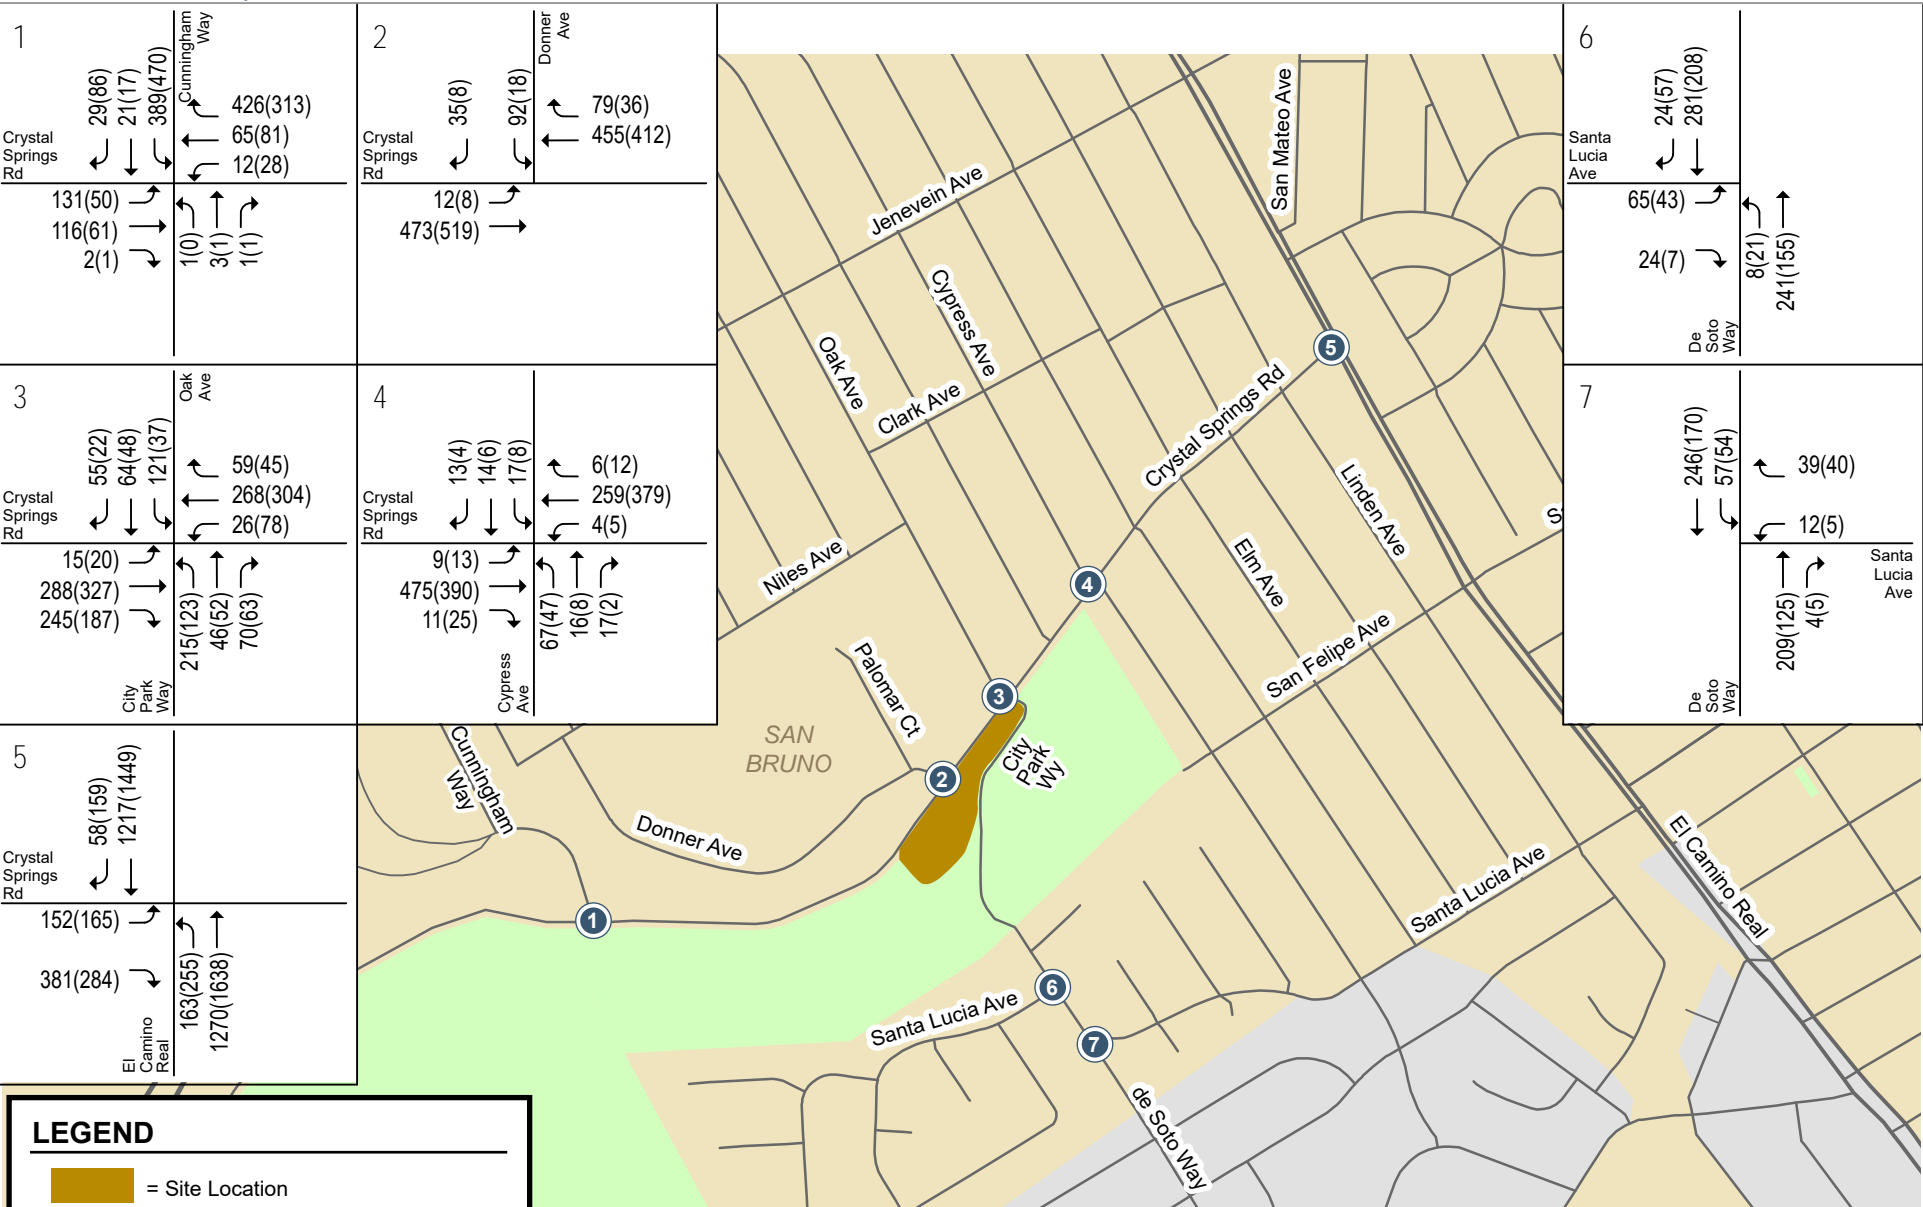 1
Cunningham
Way
29(86)
21(17)
389(470)
426(313)
65(81)
12(28)
Crystal
Springs
Rd
131(50)
116(61)
2(1)
1(0)
3(1)
1(1)
2
Donner
Ave
35(8)
92(18)
79(36)
455(412)
Crystal
Springs
Rd
12(8)
473(519)
3
Oak
Ave
55(22)
64(48)
121(37)
59(45)
268(304)
26(78)
Crystal
Springs
Rd
15(20)
288(327)
245(187)
215(123)
46(52)
70(63)
City
Park
Way
4
13(4)
14(6)
17(8)
6(12)
259(379)
4(5)
Crystal
Springs
Rd
9(13)
475(390)
11(25)
67(47)
16(8)
17(2)
Cypress
Ave
5
58(159)
1217(1449)
Crystal
Springs
Rd
152(165)
381(284)
163(255)
1270(1638)
El
Camino
Real
6
24(57)
281(208)
Santa
Lucia
Ave
65(43)
24(7)
8(21)
241(155)
De
Soto
Way
7
246(170)
57(54)
39(40)
12(5)
209(125)
4(5)
Santa
Lucia
Ave
De
Soto
Way
San Mateo Ave
Jenevein Ave
Cypress Ave
Oak Ave
Clark Ave
5
Crystal Springs Rd
Linden Ave
Elm Ave
Niles Ave
4
San Felipe Ave
S
Palomar Ct
3
SAN
BRUNO
City
Park
Wy
2
Cunningham
Way
Donner Ave
1
El Camino Real
Santa Lucia Ave
6
Santa Lucia Ave
7
de Soto Way
LEGEND
= Site Location